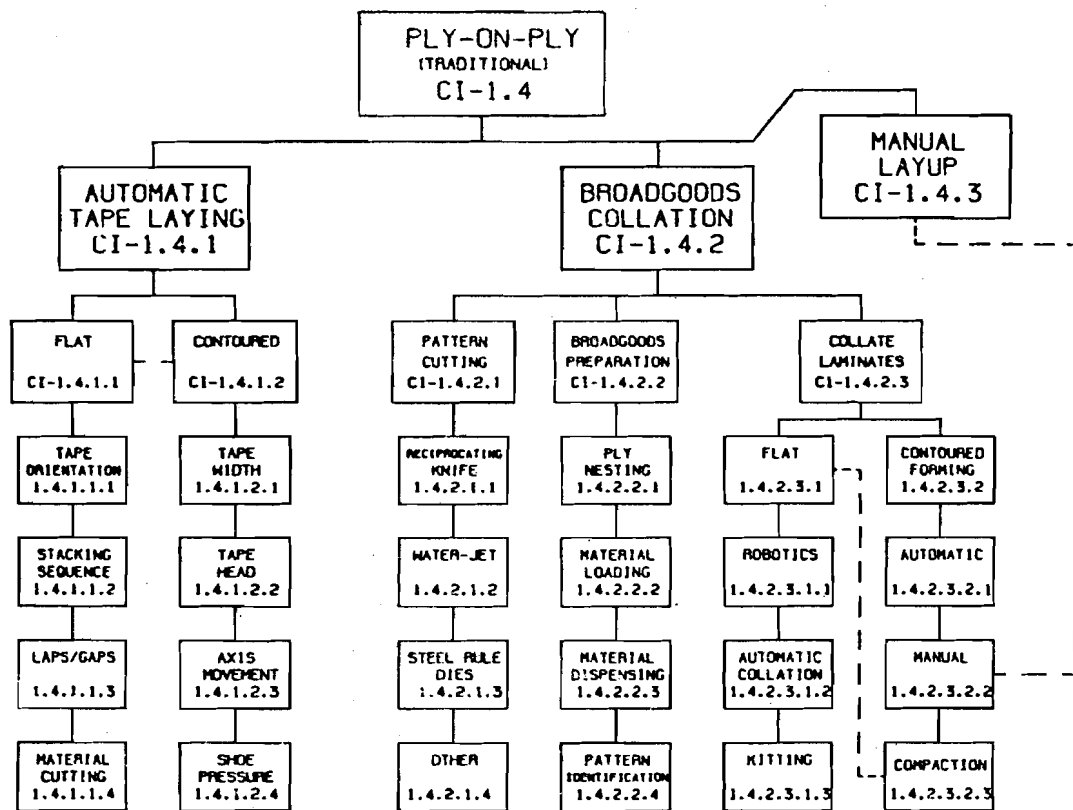 PLY-ON-PLY
(TRADITIONAL)
CI-1.4
MANUAL
LAYUP
CI-1.4.3
AUTOMATIC
TAPE LAYING
CI-1.4.1
BROADGOODS
COLLATION
CI-1.4.2
FLAT
CI-1.4.1.1
CONTOURED
CI-1.4.1.2
PATTERN
CUTTING
CI-1.4.2.1
BROADGOODS
PREPARATION
CI-1.4.2.2
COLLATE
LAMINATES
CI-1.4.2.3
TAPE
ORIENTATION
1.4.1.1.1
TAPE
WIDTH
1.4.1.2.1
RECIPROCATING
KNIFE
1.4.2.1.1
PLY
NESTING
1.4.2.2.1
FLAT
1.4.2.3.1
CONTOURED
FORMING
1.4.2.3.2
STACKING
SEQUENCE
1.4.1.1.2
TAPE
HEAD
1.4.1.2.2
WATER-JET
1.4.2.1.2
MATERIAL
LOADING
1.4.2.2.2
ROBOTICS
1.4.2.3.1.1
AUTOMATIC
1.4.2.3.2.1
LAPS/GAPS
1.4.1.1.3
AXIS
MOVEMENT
1.4.1.2.3
STEEL RULE
DIES
1.4.2.1.3
MATERIAL
DISPENSING
1.4.2.2.3
AUTOMATIC
COLLATION
1.4.2.3.1.2
MANUAL
1.4.2.3.2.2
MATERIAL
CUTTING
1.4.1.1.4
SHOE
PRESSURE
1.4.1.2.4
OTHER
1.4.2.1.4
PATTERN
IDENTIFICATION
1.4.2.2.4
KITTING
1.4.2.3.1.3
COMPACTION
1.4.2.3.2.3